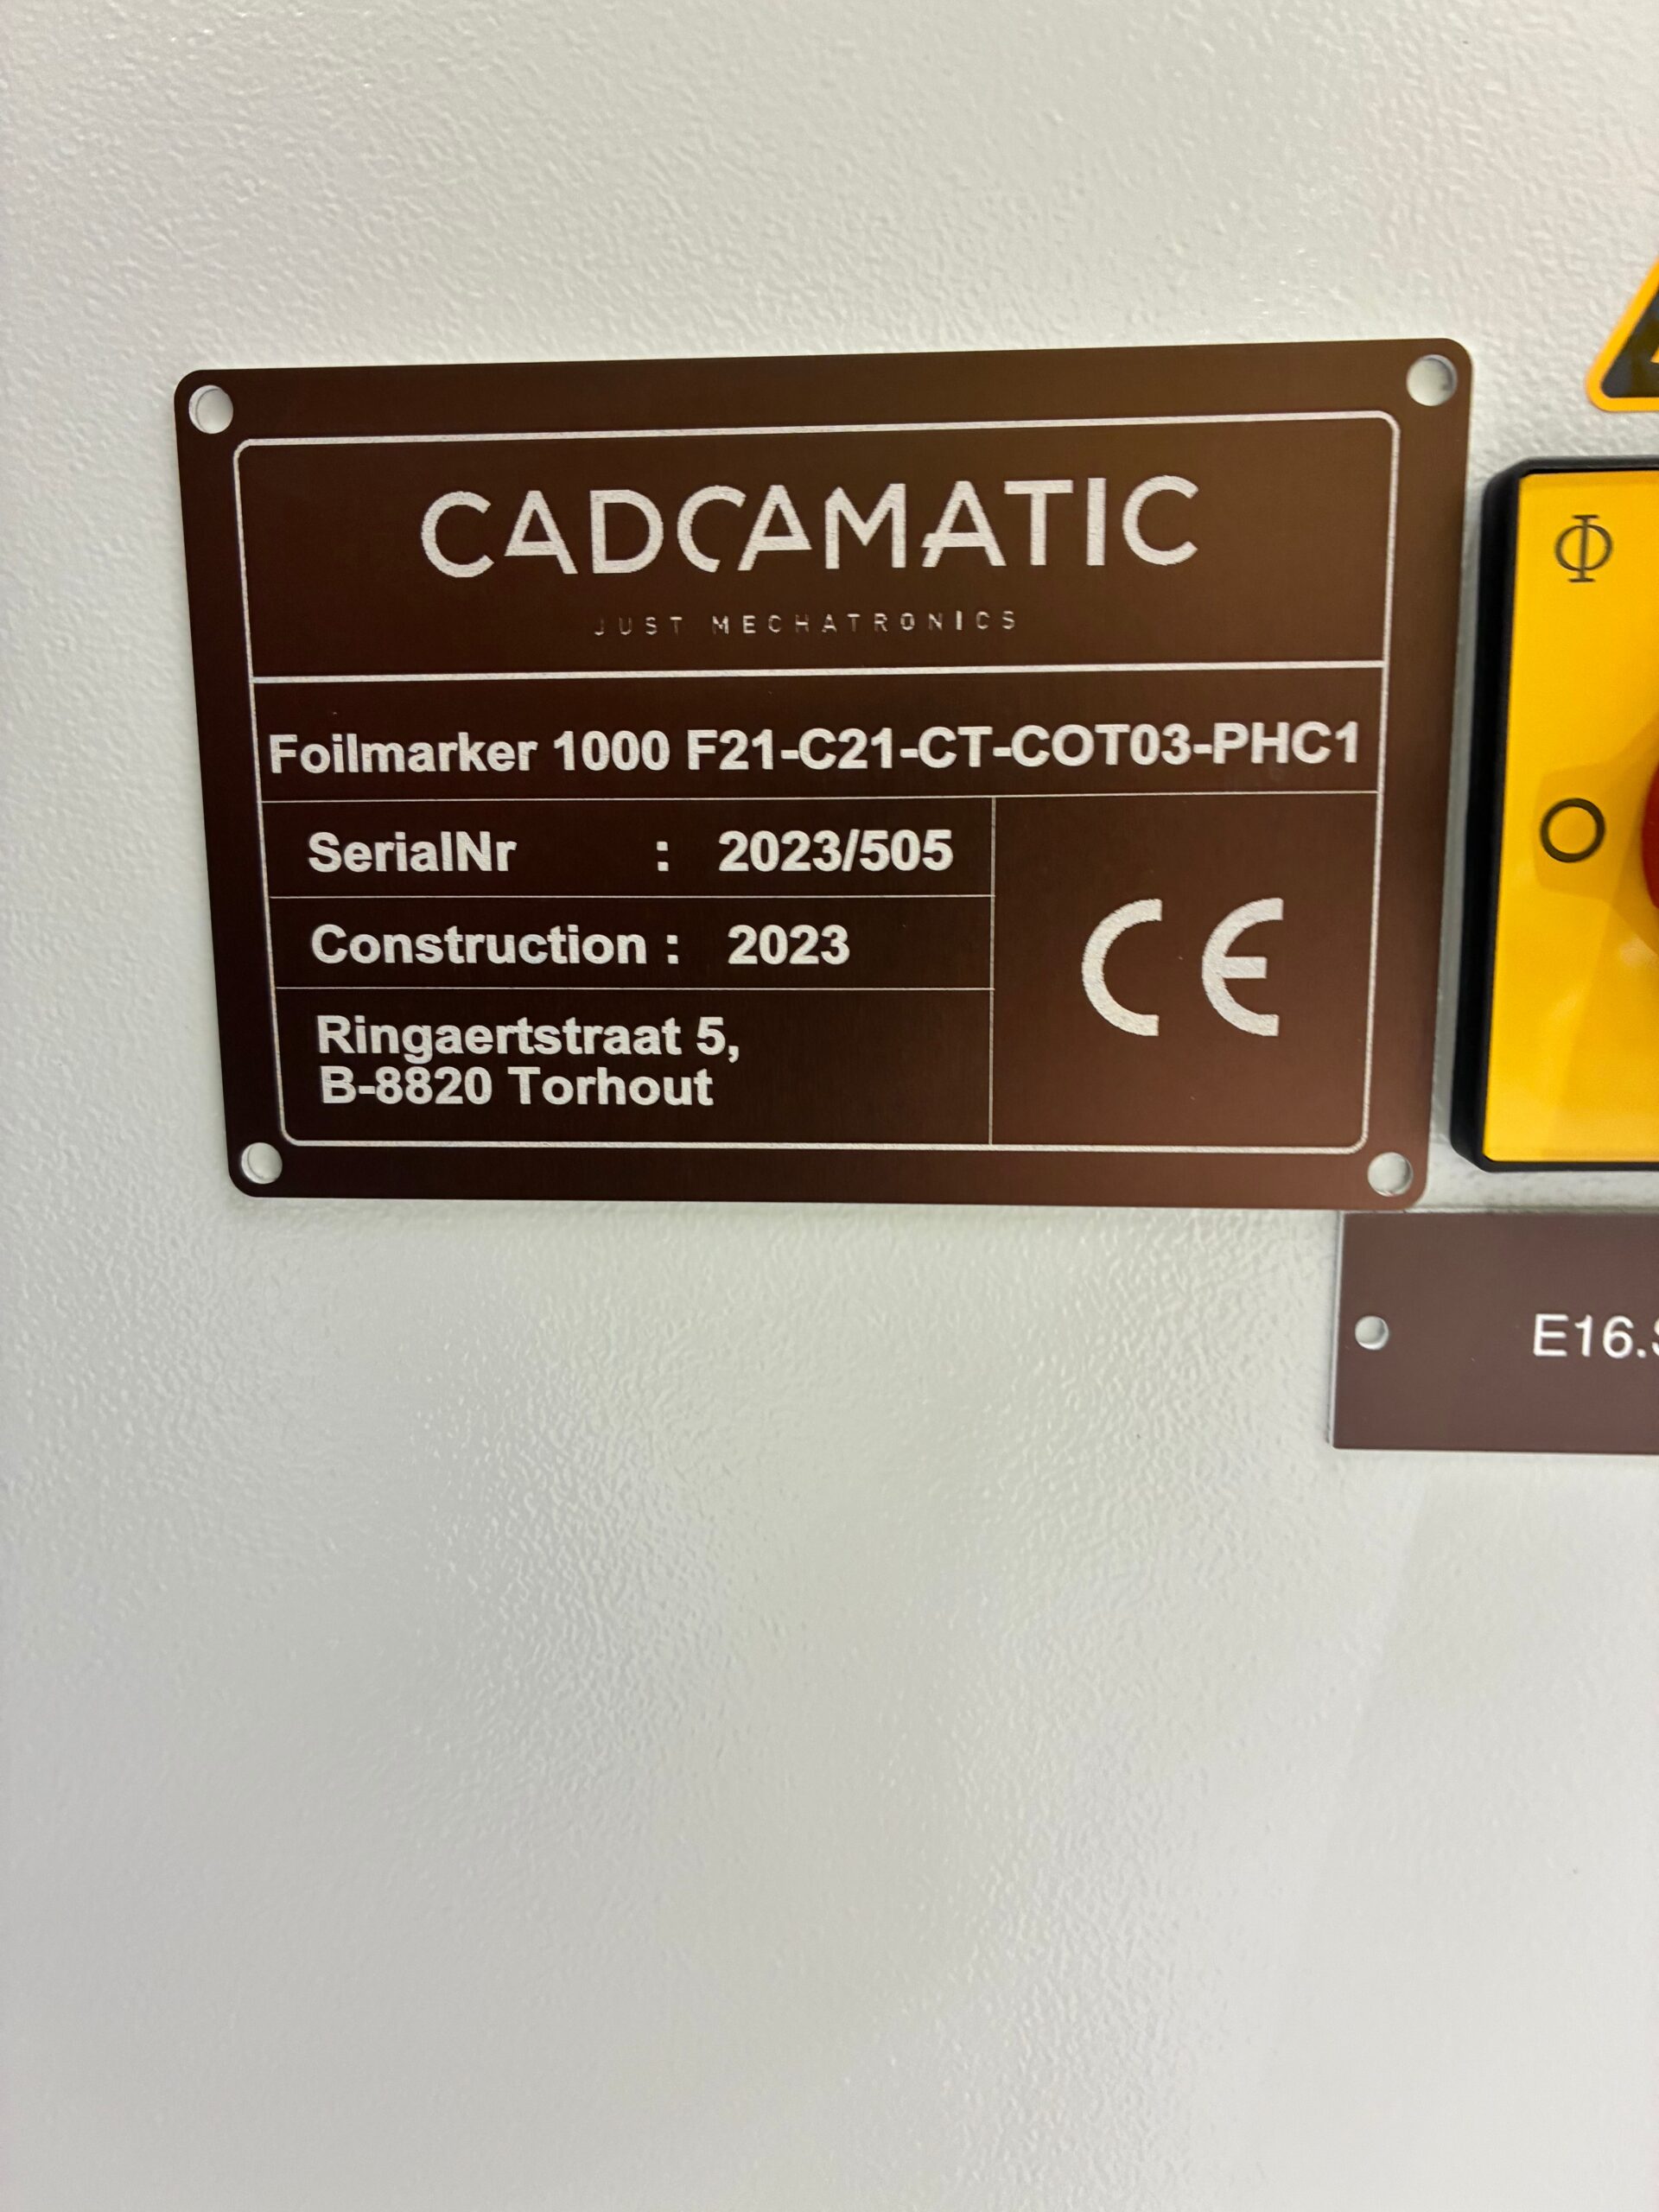 CADCAMATIC
JUST MECHATRONICS
Foilmarker 1000 F21-C21-CT-COT03-PHC1
SerialNr : 2023/505
Construction : 2023
CE
Ringaertstraat 5,
B-8820 Torhout
O
E16.